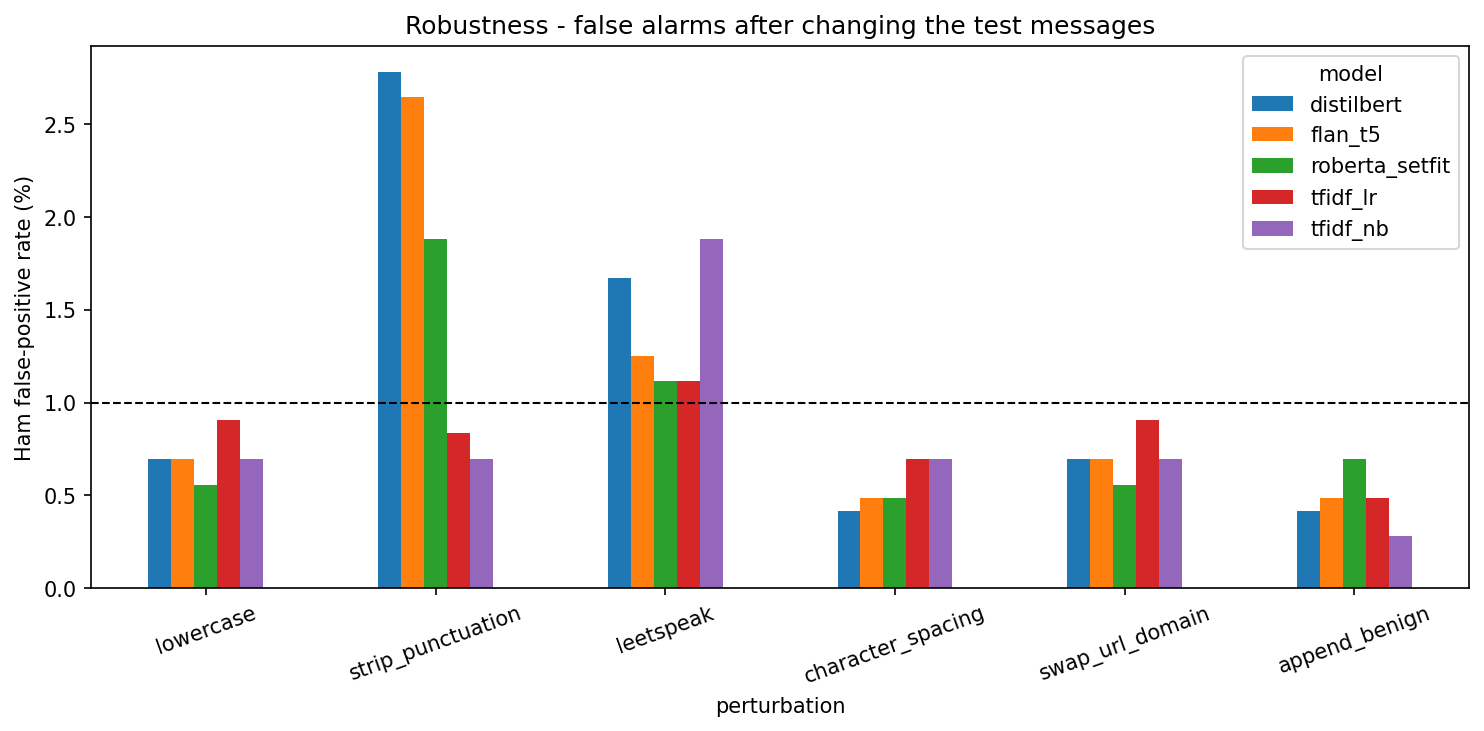 Robustness - false alarms after changing the test messages
Ham false-positive rate (%)
2.5
2.0
1.5
1.0
0.5
0.0
model
distilbert
flan_t5
roberta_setfit
tfidf_lr
tfidf_nb
lowercase
strip_punctuation
leetspeak
character_spacing
swap_url_domain
append_benign
perturbation